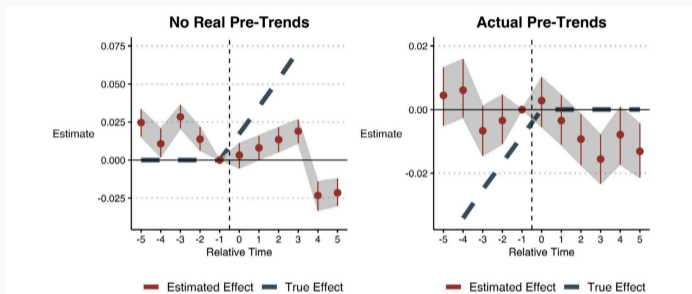 No Real Pre-Trends
0.075
0.050
0.025
0.000
-0.025
Estimate
-5 -4 -3 -2 -1 0 1 2 3 4 5
Relative Time
Estimated Effect True Effect
Actual Pre-Trends
0.02
0.00
-0.02
Estimate
-5 -4 -3 -2 -1 0 1 2 3 4 5
Relative Time
Estimated Effect True Effect